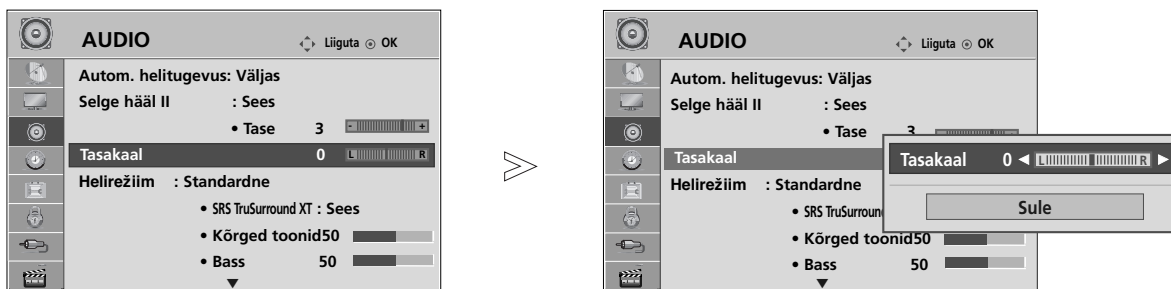 AUDIO Liiguta OK
Autom. helitugevus: Väljas
Selge hääl II : Sees
• Tase 3 - +
Tasakaal 0 L R
Helirežiim : Standardne
• SRS TruSurround XT : Sees
• Kõrged toonid50
• Bass 50
AUDIO Liiguta OK
Autom. helitugevus: Väljas
Selge hääl II : Sees
• Tase 3
Tasakaal
Helirežiim : Standardne
• SRS TruSurroun
• Kõrged toonid50
• Bass 50
Tasakaal 0 L R
Sule